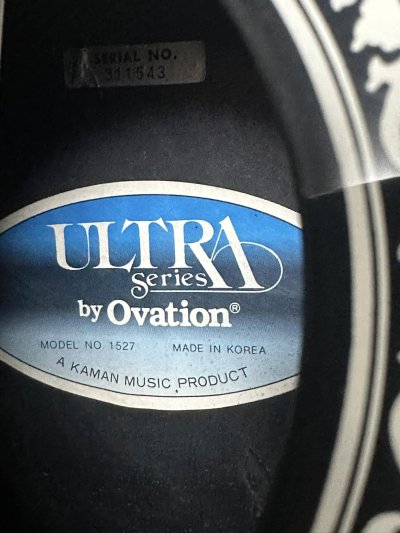 SERIAL NO.
311543
ULTRA
Series
by Ovation®
MODEL NO. 1527 MADE IN KOREA
A KAMAN MUSIC PRODUCT